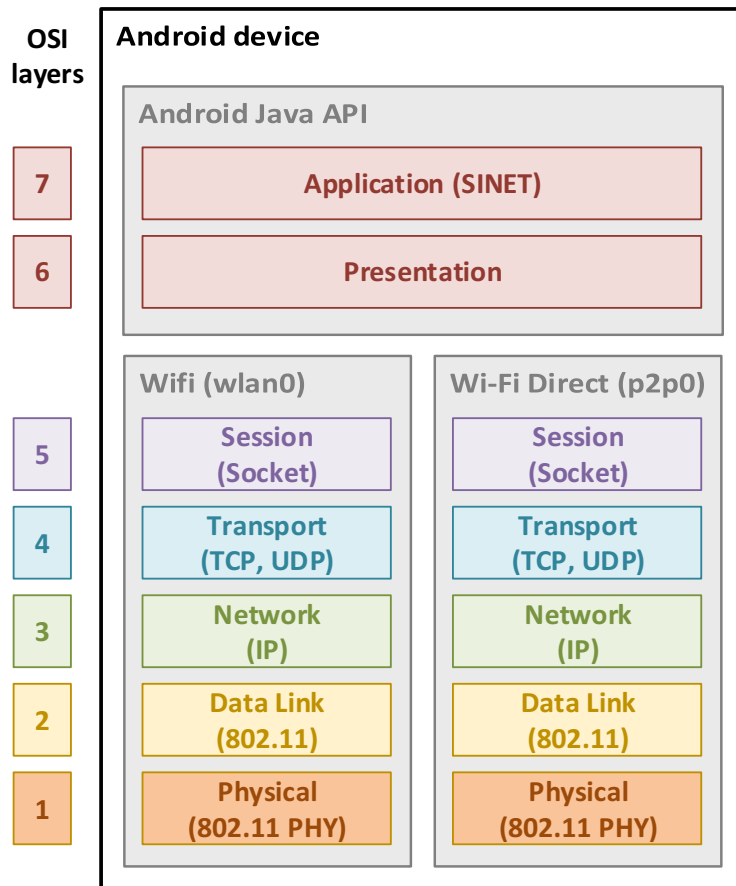 OSI
layers
Android device
Android Java API
7
Application (SINET)
6
Presentation
Wifi (wlan0)
Wi-Fi Direct (p2p0)
5
Session
(Socket)
Session
(Socket)
4
Transport
(TCP, UDP)
Transport
(TCP, UDP)
3
Network
(IP)
Network
(IP)
2
Data Link
(802.11)
Data Link
(802.11)
1
Physical
(802.11 PHY)
Physical
(802.11 PHY)